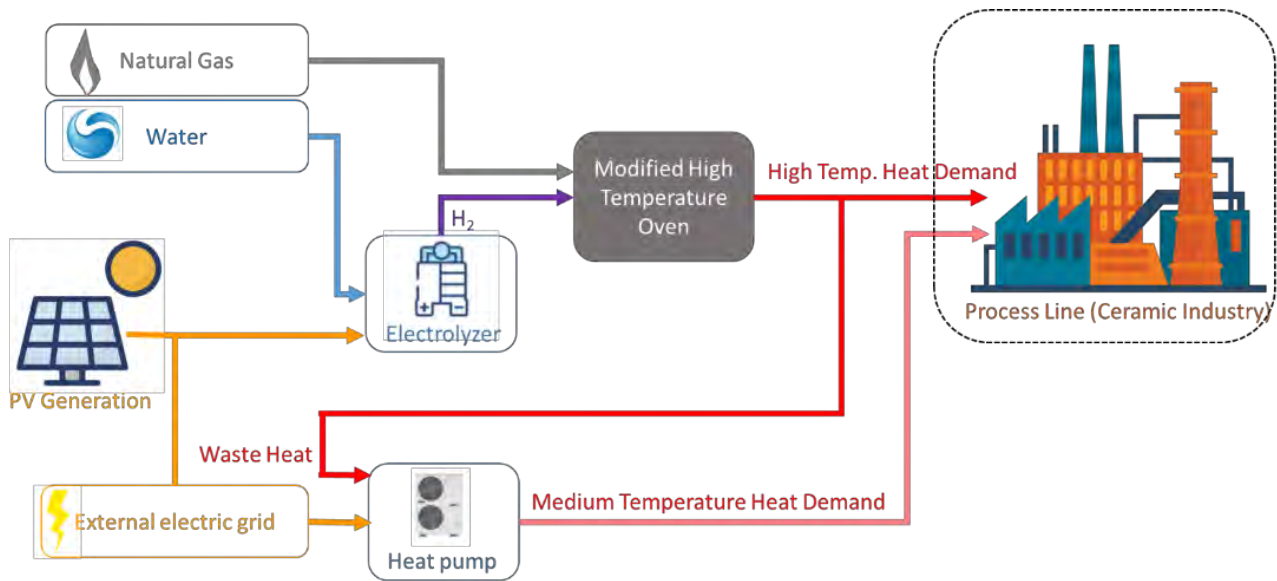 Natural Gas
Water
Modified High
Temperature
Oven
High Temp. Heat Demand
H₂
Electrolyzer
Process Line (Ceramic Industry)
PV Generation
Waste Heat
External electric grid
Medium Temperature Heat Demand
Heat pump